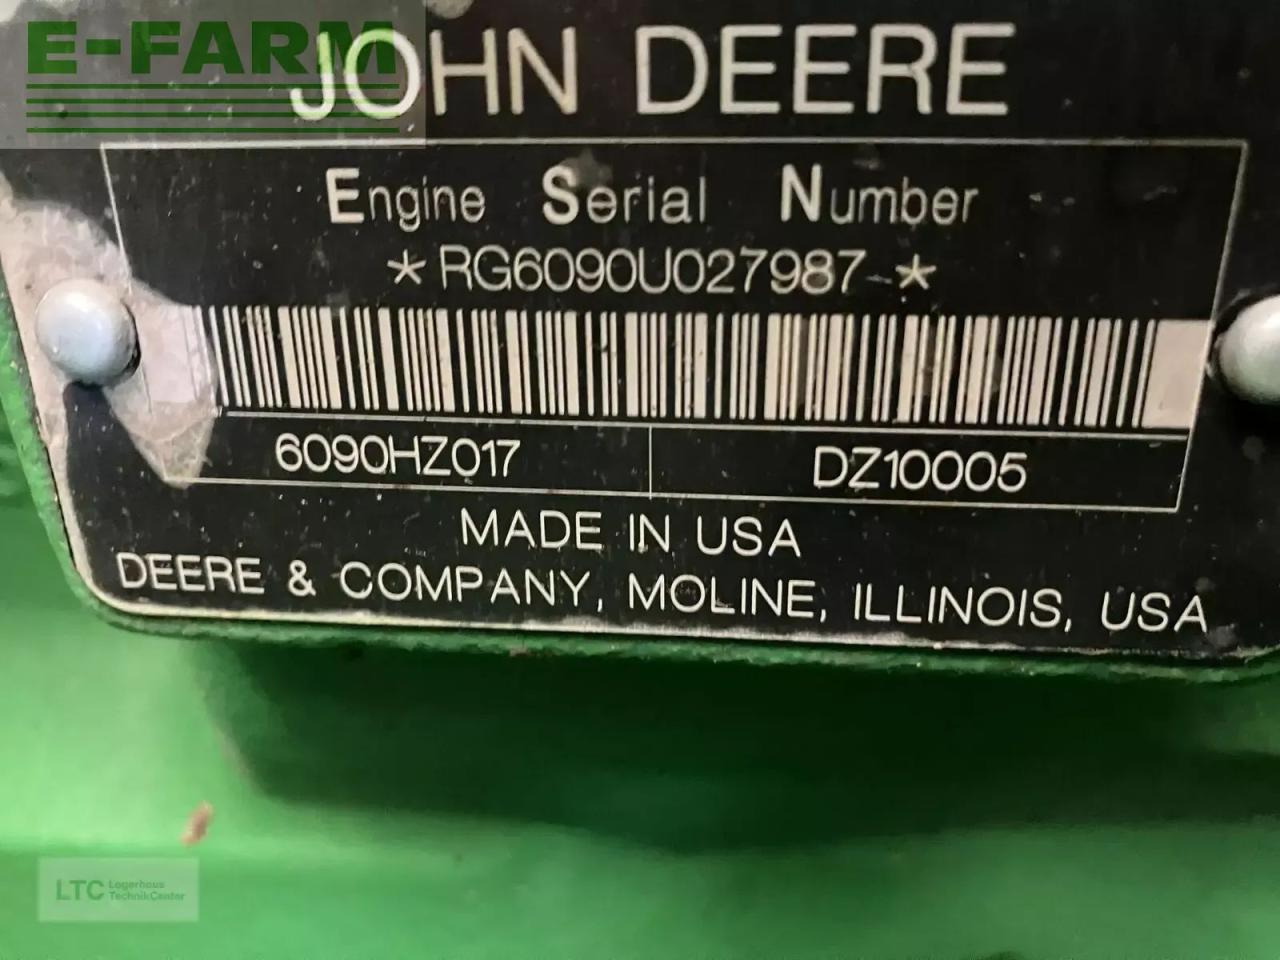 E-FARM
JOHN DEERE
Engine Serial Number
*RG6090U027987*
6090HZ017 DZ10005
MADE IN USA
DEERE & COMPANY, MOLINE, ILLINOIS, USA
LTC Lagerhaus
TechnikCenter